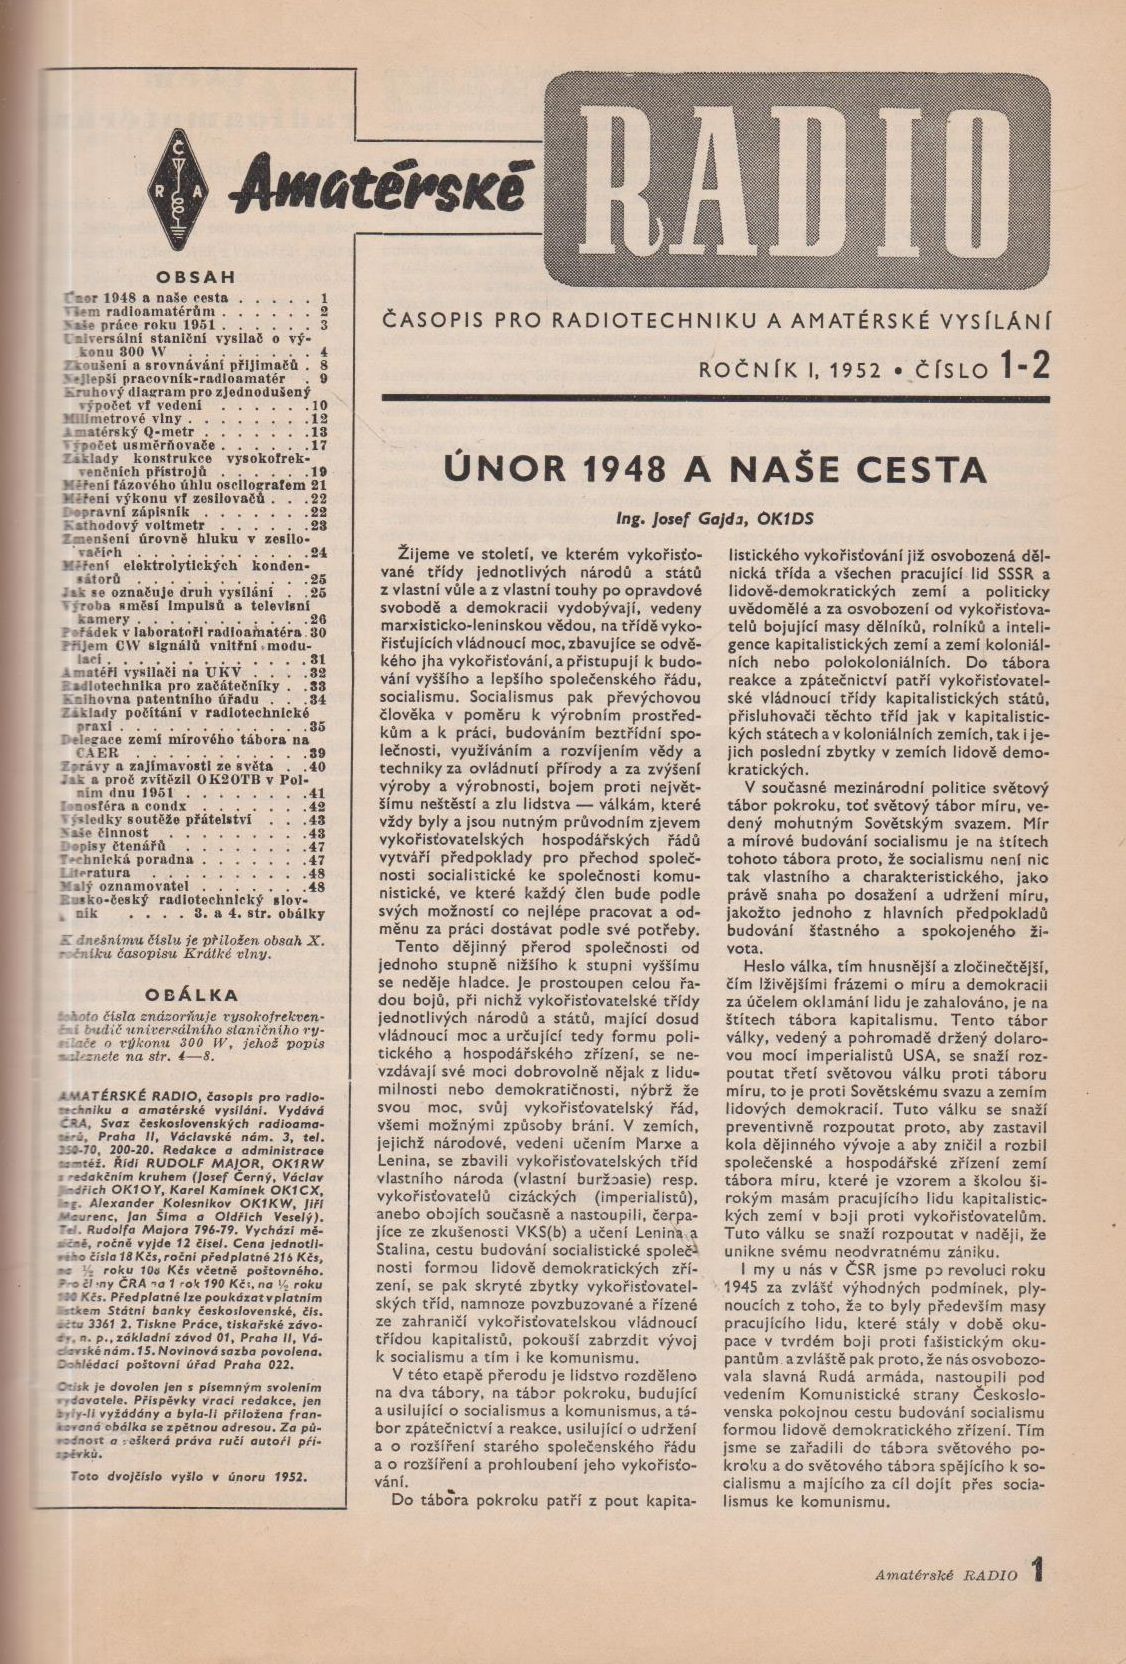 Č
R A
Amatérské
RADIO
ČASOPIS PRO RADIOTECHNIKU A AMATÉRSKÉ VYSÍLÁNÍ
ROČNÍK I, 1952 • ČÍSLO 1-2
OBSAH
Únor 1948 a naše cesta . . . . . 1
Všem radioamatérům . . . . . . 2
Naše práce roku 1951 . . . . . . 3
Universální staniční vysilač o vý-
konu 300 W . . . . . . . . 4
Zkoušení a srovnávání přijimačů . 8
Nejlepší pracovník-radioamatér . 9
Kruhový diagram pro zjednodušený
výpočet vf vedení . . . . . . 10
Milimetrové vlny . . . . . . . . 12
Amatérský Q-metr . . . . . . . 13
Výpočet usměrňovače . . . . . . 17
Základy konstrukce vysokofrek-
venčních přístrojů . . . . . . 19
Měření fázového úhlu oscilografem 21
Měření výkonu vf zesilovačů . . . 22
Dopravní zápisník . . . . . . . 22
Kathodový voltmetr . . . . . . 23
Zmenšení úrovně hluku v zesilo-
vačích . . . . . . . . . . . 24
Měření elektrolytických konden-
sátorů . . . . . . . . . . . 25
Jak se označuje druh vysílání . . 25
Výroba směsí impulsů a televisní
kamery . . . . . . . . . . . 26
Pořádek v laboratoři radioamatéra . 30
Příjem CW signálů vnitřní modu-
lací . . . . . . . . . . . . 31
Amatéři vysilači na UKV . . . . 32
Radiotechnika pro začátečníky . . 33
Knihovna patentního úřadu . . . 34
Základy počítání v radiotechnické
praxi . . . . . . . . . . . . 35
Delegace zemí mírového tábora na
ČAER . . . . . . . . . . . 39
Zprávy a zajímavosti ze světa . . 40
Jak a proč zvítězil OK2OTB v Pol-
ním dnu 1951 . . . . . . . . 41
Ionosféra a condx . . . . . . . 42
Výsledky soutěže přátelství . . . 43
Naše činnost . . . . . . . . . 43
Dopisy čtenářů . . . . . . . . 47
Technická poradna . . . . . . . 47
Literatura . . . . . . . . . . 48
Malý oznamovatel . . . . . . . 48
Rusko-český radiotechnický slov-
ník . . . . 3. a 4. str. obálky
K dnešnímu číslu je přiložen obsah X.
ročníku časopisu Krátké vlny.
OBÁLKA
tohoto čísla znázorňuje vysokofrekven-
ční budič universálního staničního vy-
silače o výkonu 300 W, jehož popis
naleznete na str. 4—8.
AMATÉRSKÉ RADIO, časopis pro radio-
techniku a amatérské vysílání. Vydává
ČRA, Svaz československých radioama-
térů, Praha II, Václavské nám. 3, tel.
350-70, 200-20. Redakce a administrace
tamtéž. Řídí RUDOLF MAJOR, OK1RW
s redakčním kruhem (Josef Černý, Václav
Jindřich OK1OY, Karel Kamínek OK1CX,
Ing. Alexander Kolesnikov OK1KW, Jiří
Maurenc, Jan Šíma a Oldřich Veselý).
Tel. Rudolfa Majora 796-79. Vychází mě-
síčně, ročně vyjde 12 čísel. Cena jednotli-
vého čísla 18 Kčs, roční předplatné 216 Kčs,
na ½ roku 108 Kčs včetně poštovného.
Pro členy ČRA na 1 rok 190 Kčs, na ½ roku
100 Kčs. Předplatné lze poukázat vplatním
lístkem Státní banky československé, čís.
účtu 3361 2. Tiskne Práce, tiskařské závo-
dy, n. p., základní závod 01, Praha II, Vá-
clavské nám. 15. Novinová sazba povolena.
Dohlédací poštovní úřad Praha 022.
Otisk je dovolen jen s písemným svolením
vydavatele. Příspěvky vrací redakce, jen
byly-li vyžádány a byla-li přiložena fran-
kovaná obálka se zpětnou adresou. Za pů-
vodnost a veškerá práva ručí autoři pří-
spěvků.
Toto dvojčíslo vyšlo v únoru 1952.
ÚNOR 1948 A NAŠE CESTA
Ing. Josef Gajda, OK1DS
Žijeme ve století, ve kterém vykořisťo-
vané třídy jednotlivých národů a států
z vlastní vůle a z vlastní touhy po opravdové
svobodě a demokracii vydobývají, vedeny
marxisticko-leninskou vědou, na třídě vyko-
řisťujících vládnoucí moc, zbavujíce se odvě-
kého jha vykořisťování, a přistupují k budo-
vání vyššího a lepšího společenského řádu,
socialismu. Socialismus pak převýchovou
člověka v poměru k výrobním prostřed-
kům a k práci, budováním beztřídní spo-
lečnosti, využíváním a rozvíjením vědy a
techniky za ovládnutí přírody a za zvýšení
výroby a výrobnosti, bojem proti největ-
šímu neštěstí a zlu lidstva — válkám, které
vždy byly a jsou nutným průvodním zjevem
vykořisťovatelských hospodářských řádů
vytváří předpoklady pro přechod společ-
nosti socialistické ke společnosti komu-
nistické, ve které každý člen bude podle
svých možností co nejlépe pracovat a od-
měnu za práci dostávat podle své potřeby.
Tento dějinný přerod společnosti od
jednoho stupně nižšího k stupni vyššímu
se neděje hladce. Je prostoupen celou řa-
dou bojů, při nichž vykořisťovatelské třídy
jednotlivých národů a států, mající dosud
vládnoucí moc a určující tedy formu poli-
tického a hospodářského zřízení, se ne-
vzdávají své moci dobrovolně nějak z lidu-
milnosti nebo demokratičnosti, nýbrž že
svou moc, svůj vykořisťovatelský řád,
všemi možnými způsoby brání. V zemích,
jejichž národové, vedeni učením Marxe a
Lenina, se zbavili vykořisťovatelských tříd
vlastního národa (vlastní buržoasie) resp.
vykořisťovatelů cizáckých (imperialistů),
anebo obojích současně a nastoupili, čerpa-
jíce ze zkušenosti VKS(b) a učení Lenina a
Stalina, cestu budování socialistické společ-
nosti formou lidově demokratických zří-
zení, se pak skryté zbytky vykořisťovatel-
ských tříd, namnoze povzbuzované a řízené
ze zahraničí vykořisťovatelskou vládnoucí
třídou kapitalistů, pokouší zabrzdit vývoj
k socialismu a tím i ke komunismu.
V této etapě přerodu je lidstvo rozděleno
na dva tábory, na tábor pokroku, budující
a usilující o socialismus a komunismus, a tá-
bor zpátečnictví a reakce, usilující o udržení
a o rozšíření starého společenského řádu
a o rozšíření a prohloubení jeho vykořisťo-
vání.
Do tábora pokroku patří z pout kapita-
listického vykořisťování již osvobozená děl-
nická třída a všechen pracující lid SSSR a
lidově-demokratických zemí a politicky
uvědomělé a za osvobození od vykořisťova-
telů bojující masy dělníků, rolníků a inteli-
gence kapitalistických zemí a zemí koloniál-
ních nebo polokoloniálních. Do tábora
reakce a zpátečnictví patří vykořisťovatel-
ské vládnoucí třídy kapitalistických států,
přisluhovači těchto tříd jak v kapitalistic-
kých státech a v koloniálních zemích, tak i je-
jich poslední zbytky v zemích lidově demo-
kratických.
V současné mezinárodní politice světový
tábor pokroku, toť světový tábor míru, ve-
dený mohutným Sovětským svazem. Mír
a mírové budování socialismu je na štítech
tohoto tábora proto, že socialismu není nic
tak vlastního a charakteristického, jako
právě snaha po dosažení a udržení míru,
jakožto jednoho z hlavních předpokladů
budování šťastného a spokojeného ži-
vota.
Heslo válka, tím hnusnější a zločinečtější,
čím lživějšími frázemi o míru a demokracii
za účelem oklamání lidu je zahalováno, je na
štítech tábora kapitalismu. Tento tábor
války, vedený a pohromadě držený dolaro-
vou mocí imperialistů USA, se snaží roz-
poutat třetí světovou válku proti táboru
míru, to je proti Sovětskému svazu a zemím
lidových demokracií. Tuto válku se snaží
preventivně rozpoutat proto, aby zastavil
kola dějinného vývoje a aby zničil a rozbil
společenské a hospodářské zřízení zemí
tábora míru, které je vzorem a školou ši-
rokým masám pracujícího lidu kapitalistic-
kých zemí v boji proti vykořisťovatelům.
Tuto válku se snaží rozpoutat v naději, že
unikne svému neodvratnému zániku.
I my u nás v ČSR jsme po revoluci roku
1945 za zvlášť výhodných podmínek, ply-
noucích z toho, že to byly především masy
pracujícího lidu, které stály v době oku-
pace v tvrdém boji proti fašistickým oku-
pantům a zvláště pak proto, že nás osvobozo-
vala slavná Rudá armáda, nastoupili pod
vedením Komunistické strany Českoslo-
venska pokojnou cestu budování socialismu
formou lidově demokratického zřízení. Tím
jsme se zařadili do tábora světového po-
kroku a do světového tábora spějícího k so-
cialismu a majícího za cíl dojít přes socia-
lismus ke komunismu.
Amatérské RADIO 1